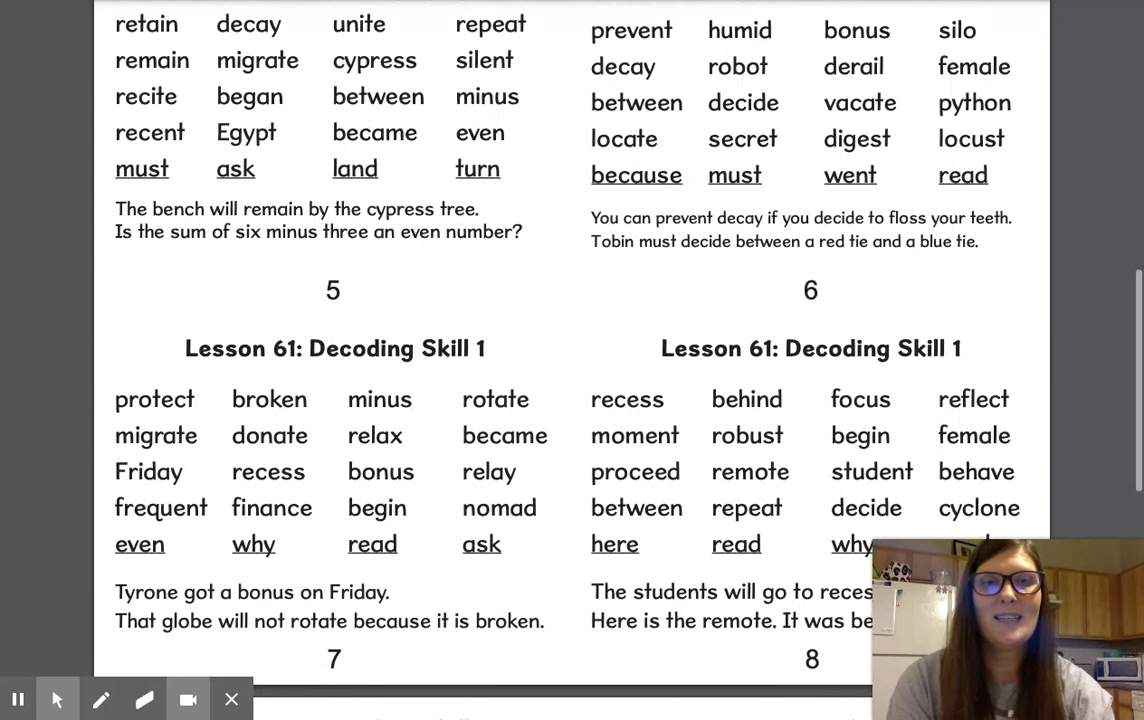 retain decay unite repeat
remain migrate cypress silent
recite began between minus
recent Egypt became even
must ask land turn
The bench will remain by the cypress tree.
Is the sum of six minus three an even number?
5
prevent humid bonus silo
decay robot derail female
between decide vacate python
locate secret digest locust
because must went read
You can prevent decay if you decide to floss your teeth.
Tobin must decide between a red tie and a blue tie.
6
Lesson 61: Decoding Skill 1
protect broken minus rotate
migrate donate relax became
Friday recess bonus relay
frequent finance begin nomad
even why read ask
Tyrone got a bonus on Friday.
That globe will not rotate because it is broken.
7
Lesson 61: Decoding Skill 1
recess behind focus reflect
moment robust begin female
proceed remote student behave
between repeat decide cyclone
here read why
The students will go to
Here is the remote. It was
8